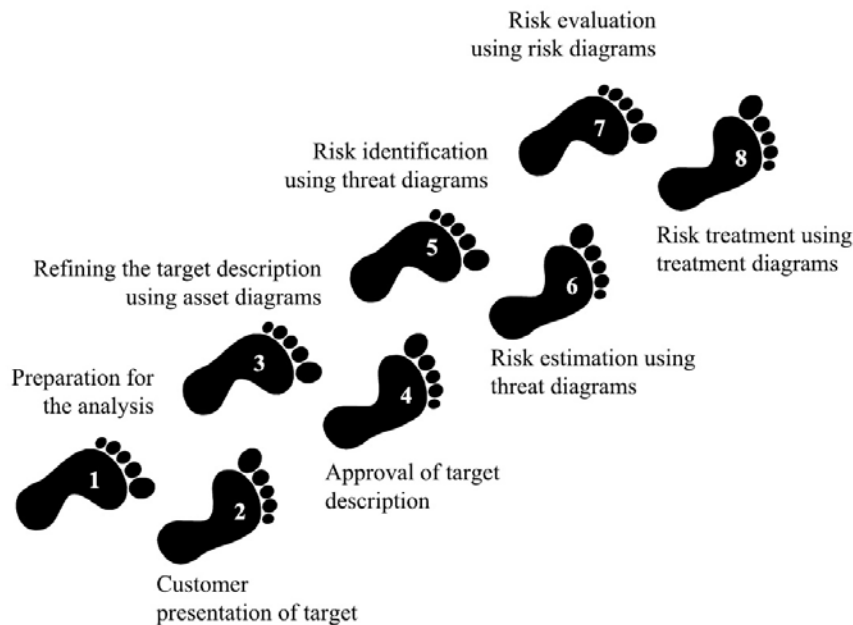 Risk evaluation
using risk diagrams
7
8
Risk identification
using threat diagrams
Risk treatment using
treatment diagrams
5
6
Refining the target description
using asset diagrams
Risk estimation using
threat diagrams
3
4
Preparation for
the analysis
Approval of target
description
1
2
Customer
presentation of target